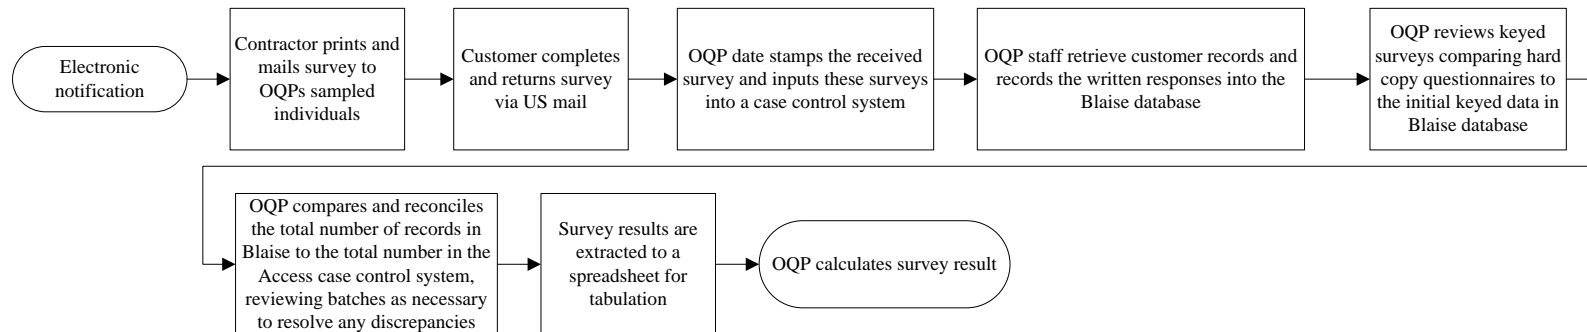 Electronic
notification
Contractor prints and
mails survey to
OQPs sampled
individuals
Customer completes
and returns survey
via US mail
OQP date stamps the received
survey and inputs these surveys
into a case control system
OQP staff retrieve customer records and
records the written responses into the
Blaise database
OQP reviews keyed
surveys comparing hard
copy questionnaires to
the initial keyed data in
Blaise database
OQP compares and reconciles
the total number of records in
Blaise to the total number in the
Access case control system,
reviewing batches as necessary
to resolve any discrepancies
Survey results are
extracted to a
spreadsheet for
tabulation
OQP calculates survey result